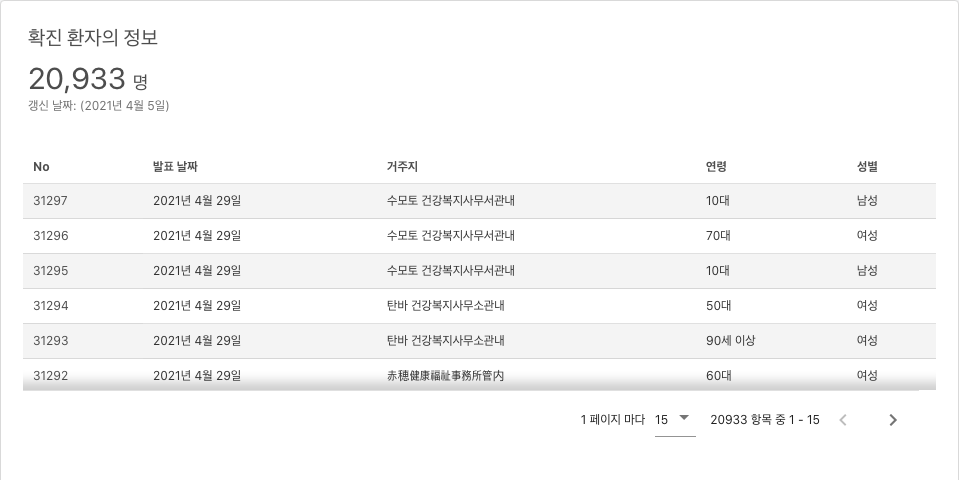 확진 환자의 정보
20,933 명
갱신 날짜: (2021년 4월 5일)
No 발표 날짜 거주지 연령 성별
31297 2021년 4월 29일 수모토 건강복지사무서관내 10대 남성
31296 2021년 4월 29일 수모토 건강복지사무서관내 70대 여성
31295 2021년 4월 29일 수모토 건강복지사무서관내 10대 남성
31294 2021년 4월 29일 탄바 건강복지사무소관내 50대 여성
31293 2021년 4월 29일 탄바 건강복지사무소관내 90세 이상 여성
31292 2021년 4월 29일 赤穂健康福祉事務所管内 60대 여성
1 페이지 마다 15 20933 항목 중 1 - 15